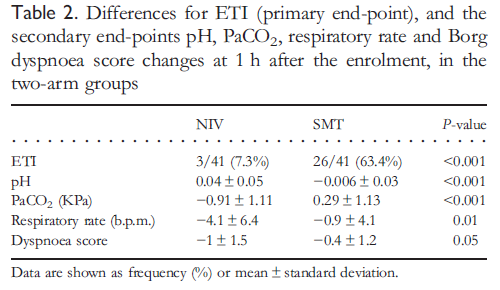 Table 2. Differences for ETI (primary end-point), and the
secondary end-points pH, PaCO₂, respiratory rate and Borg
dyspnoea score changes at 1 h after the enrolment, in the
two-arm groups
NIV SMT P-value
ETI 3/41 (7.3%) 26/41 (63.4%) <0.001
pH 0.04 ± 0.05 −0.006 ± 0.03 <0.001
PaCO₂ (KPa) −0.91 ± 1.11 0.29 ± 1.13 <0.001
Respiratory rate (b.p.m.) −4.1 ± 6.4 −0.9 ± 4.1 0.01
Dyspnoea score −1 ± 1.5 −0.4 ± 1.2 0.05
Data are shown as frequency (%) or mean ± standard deviation.